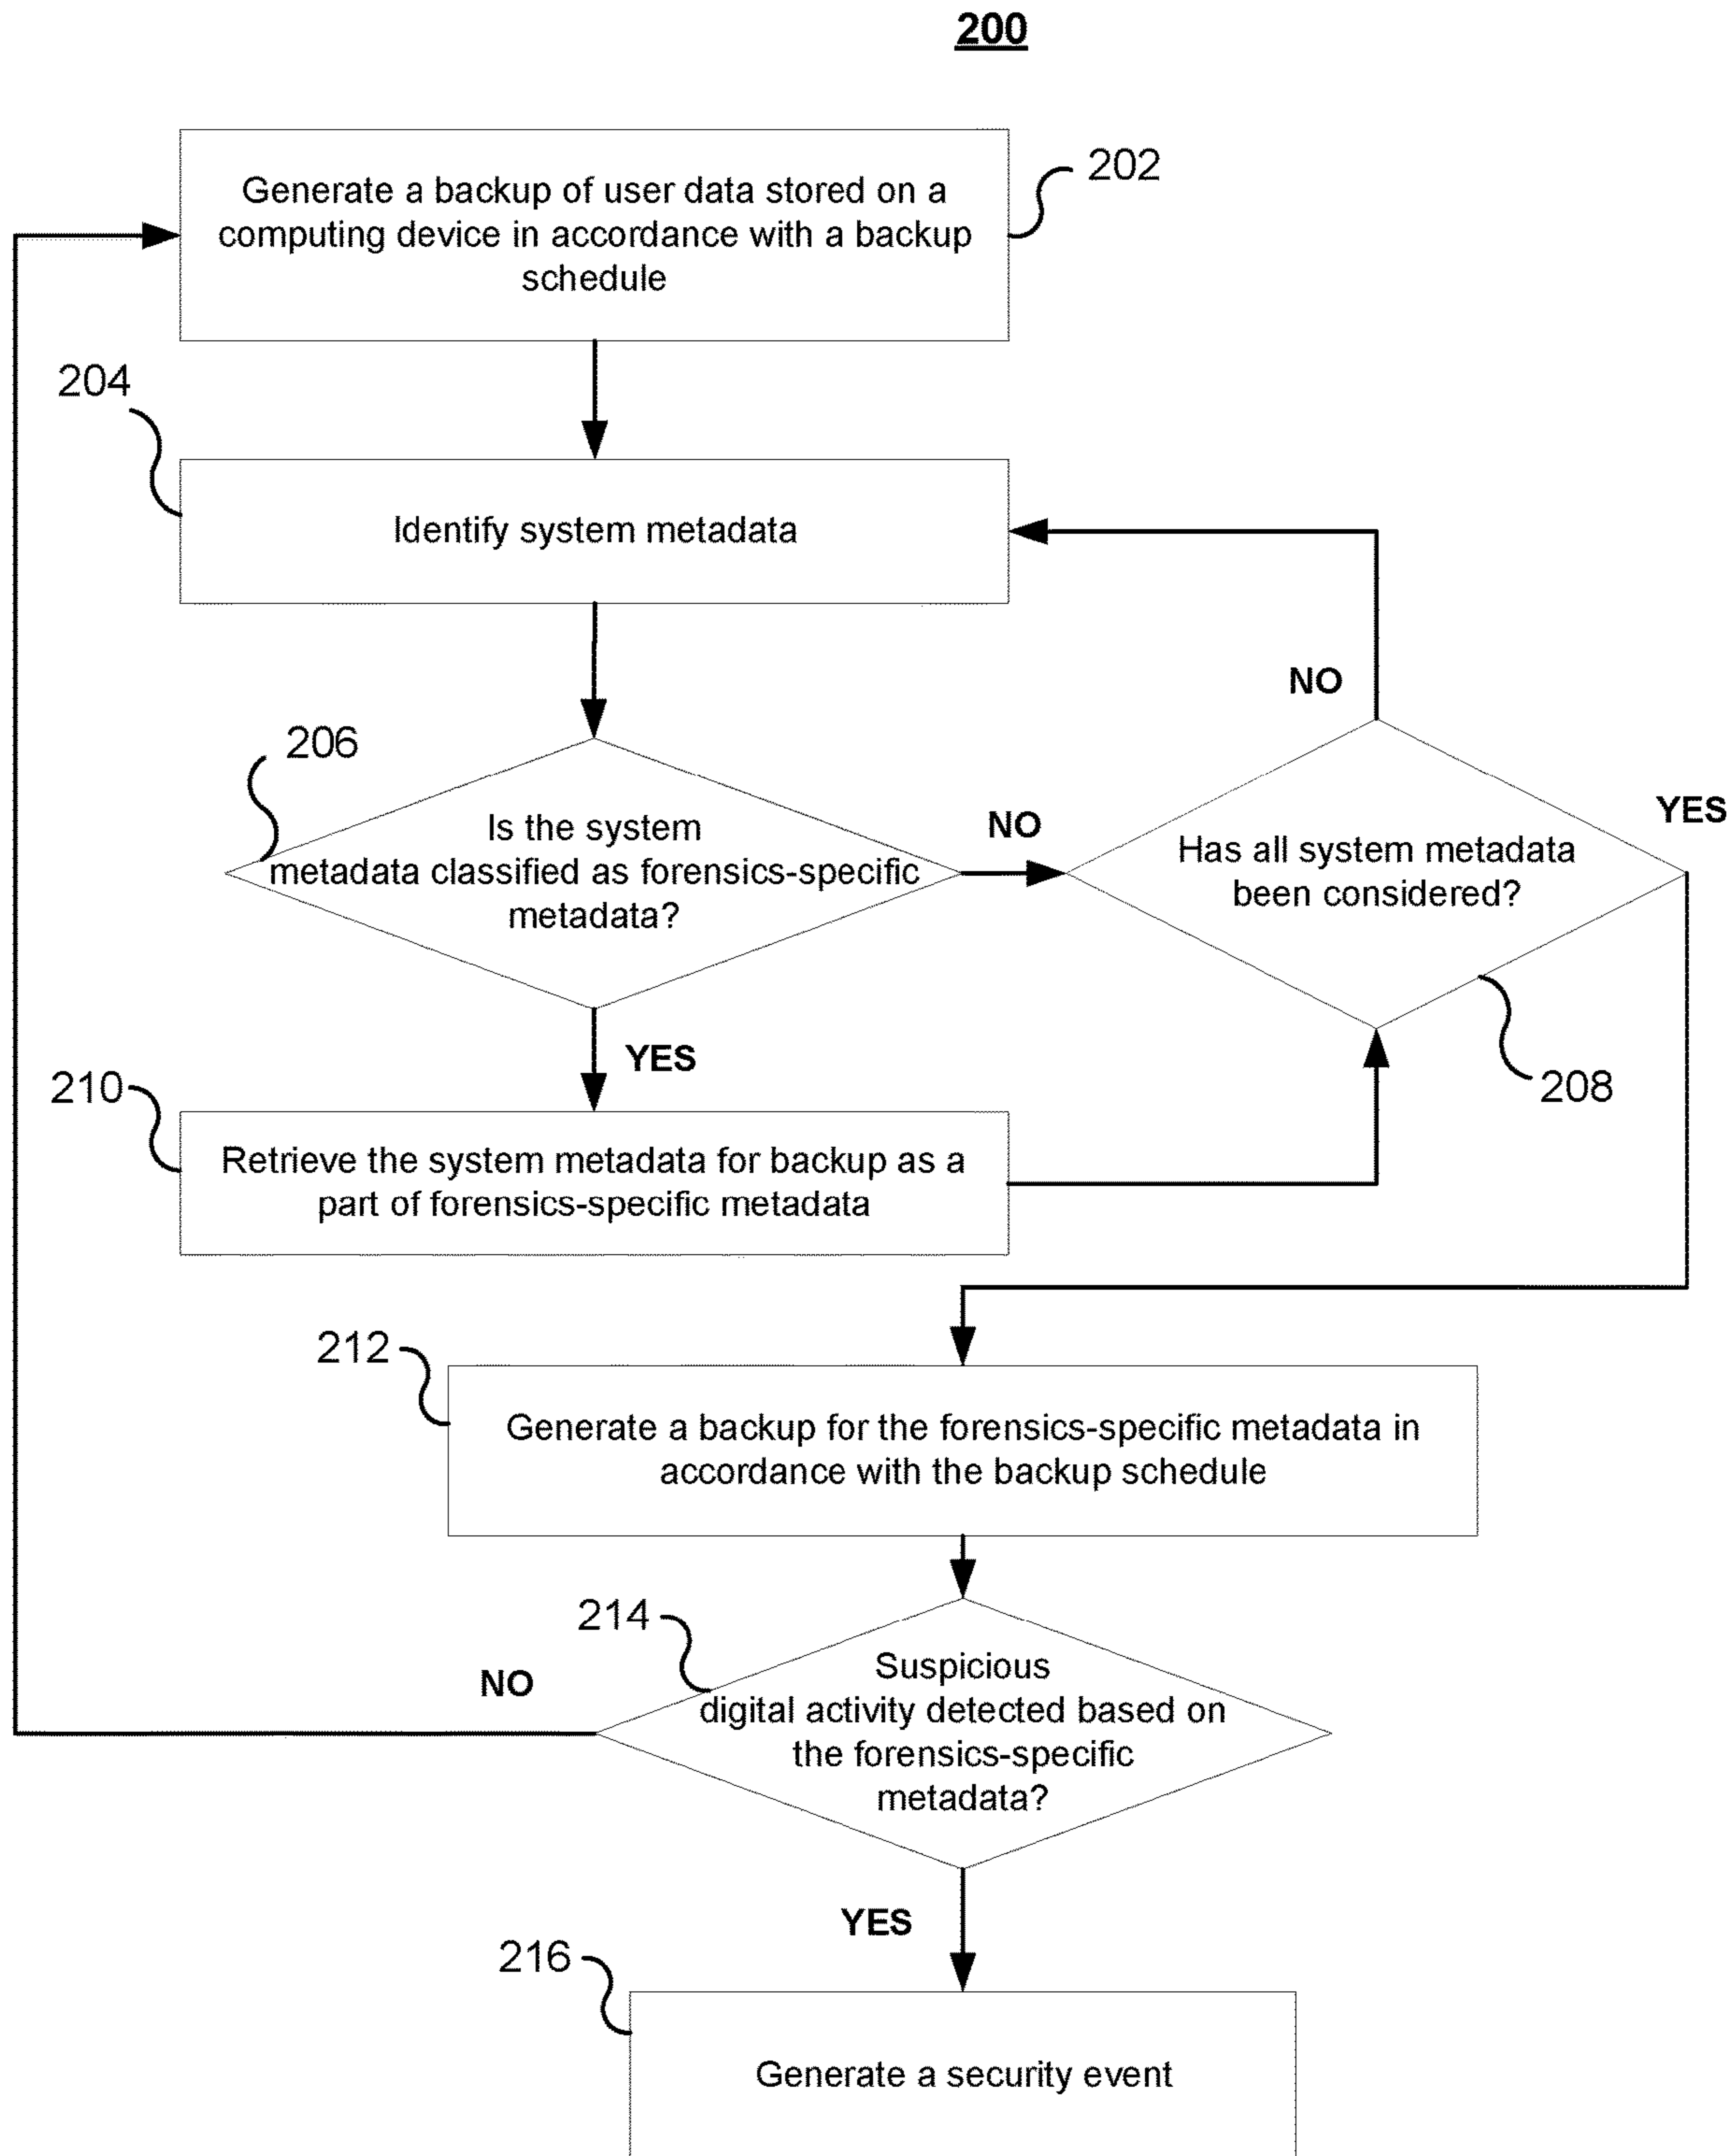 200
Generate a backup of user data stored on a
computing device in accordance with a backup
schedule
202
204
Identify system metadata
NO
206
Is the system
metadata classified as forensics-specific
metadata?
NO
Has all system metadata
been considered?
YES
208
YES
210
Retrieve the system metadata for backup as a
part of forensics-specific metadata
212
Generate a backup for the forensics-specific metadata in
accordance with the backup schedule
214
NO
Suspicious
digital activity detected based on
the forensics-specific
metadata?
YES
216
Generate a security event